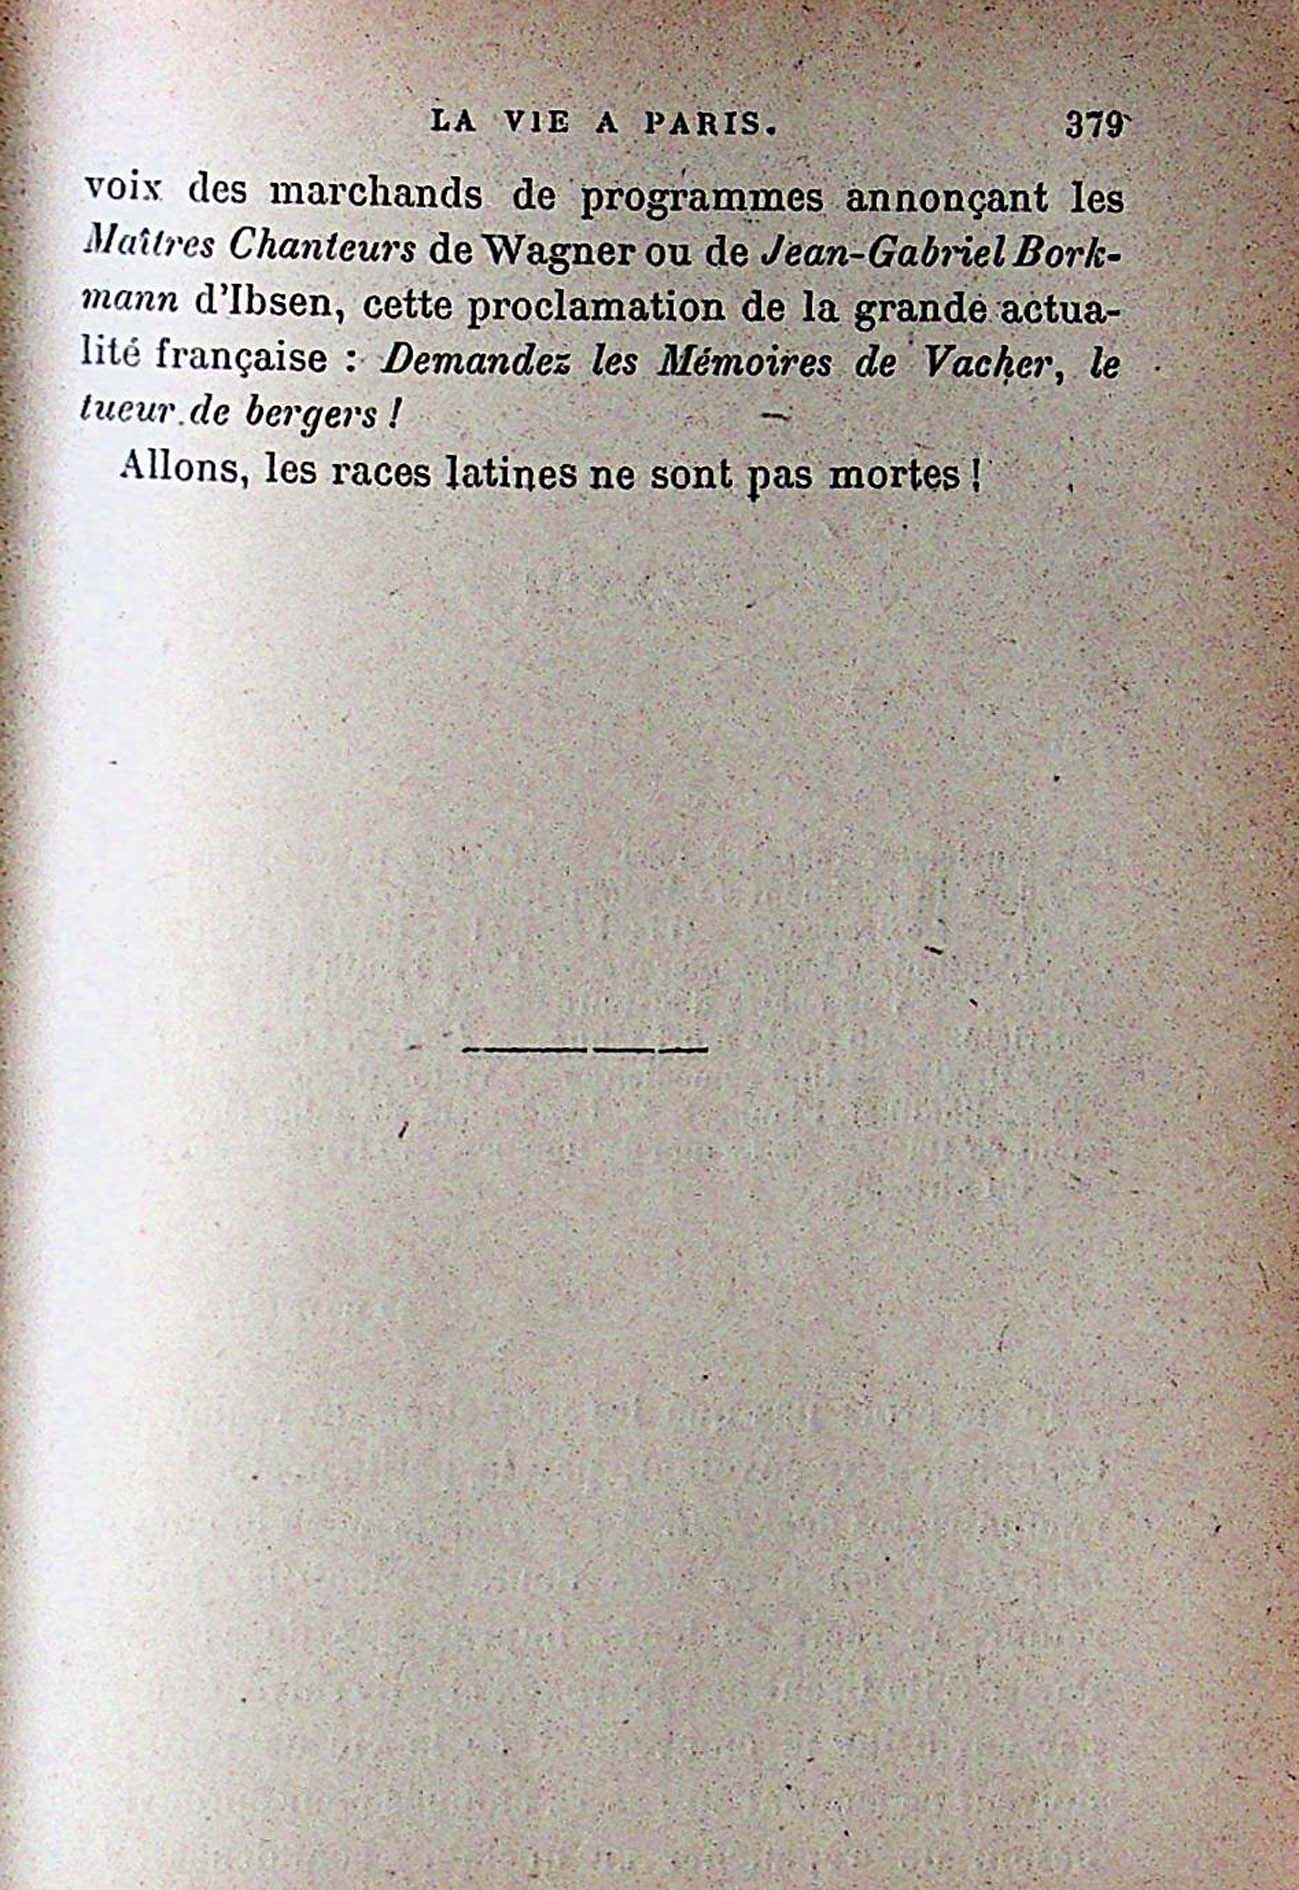 LA VIE A PARIS. 379
voix des marchands de programmes annonçant les
Maîtres Chanteurs de Wagner ou de Jean-Gabriel Bork-
mann d'Ibsen, cette proclamation de la grande actua-
lité française : Demandez les Mémoires de Vacher, le
tueur de bergers !
Allons, les races latines ne sont pas mortes !